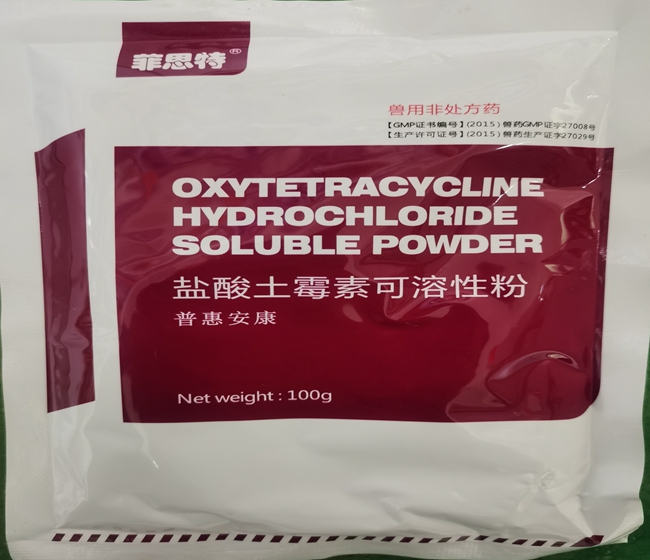 菲思特®
兽用非处方药
【GMP证书编号】(2015)兽药GMP证字27008号
【生产许可证号】(2015)兽药生产证字27029号
OXYTETRACYCLINE
HYDROCHLORIDE
SOLUBLE POWDER
盐酸土霉素可溶性粉
普惠安康
Net weight : 100g